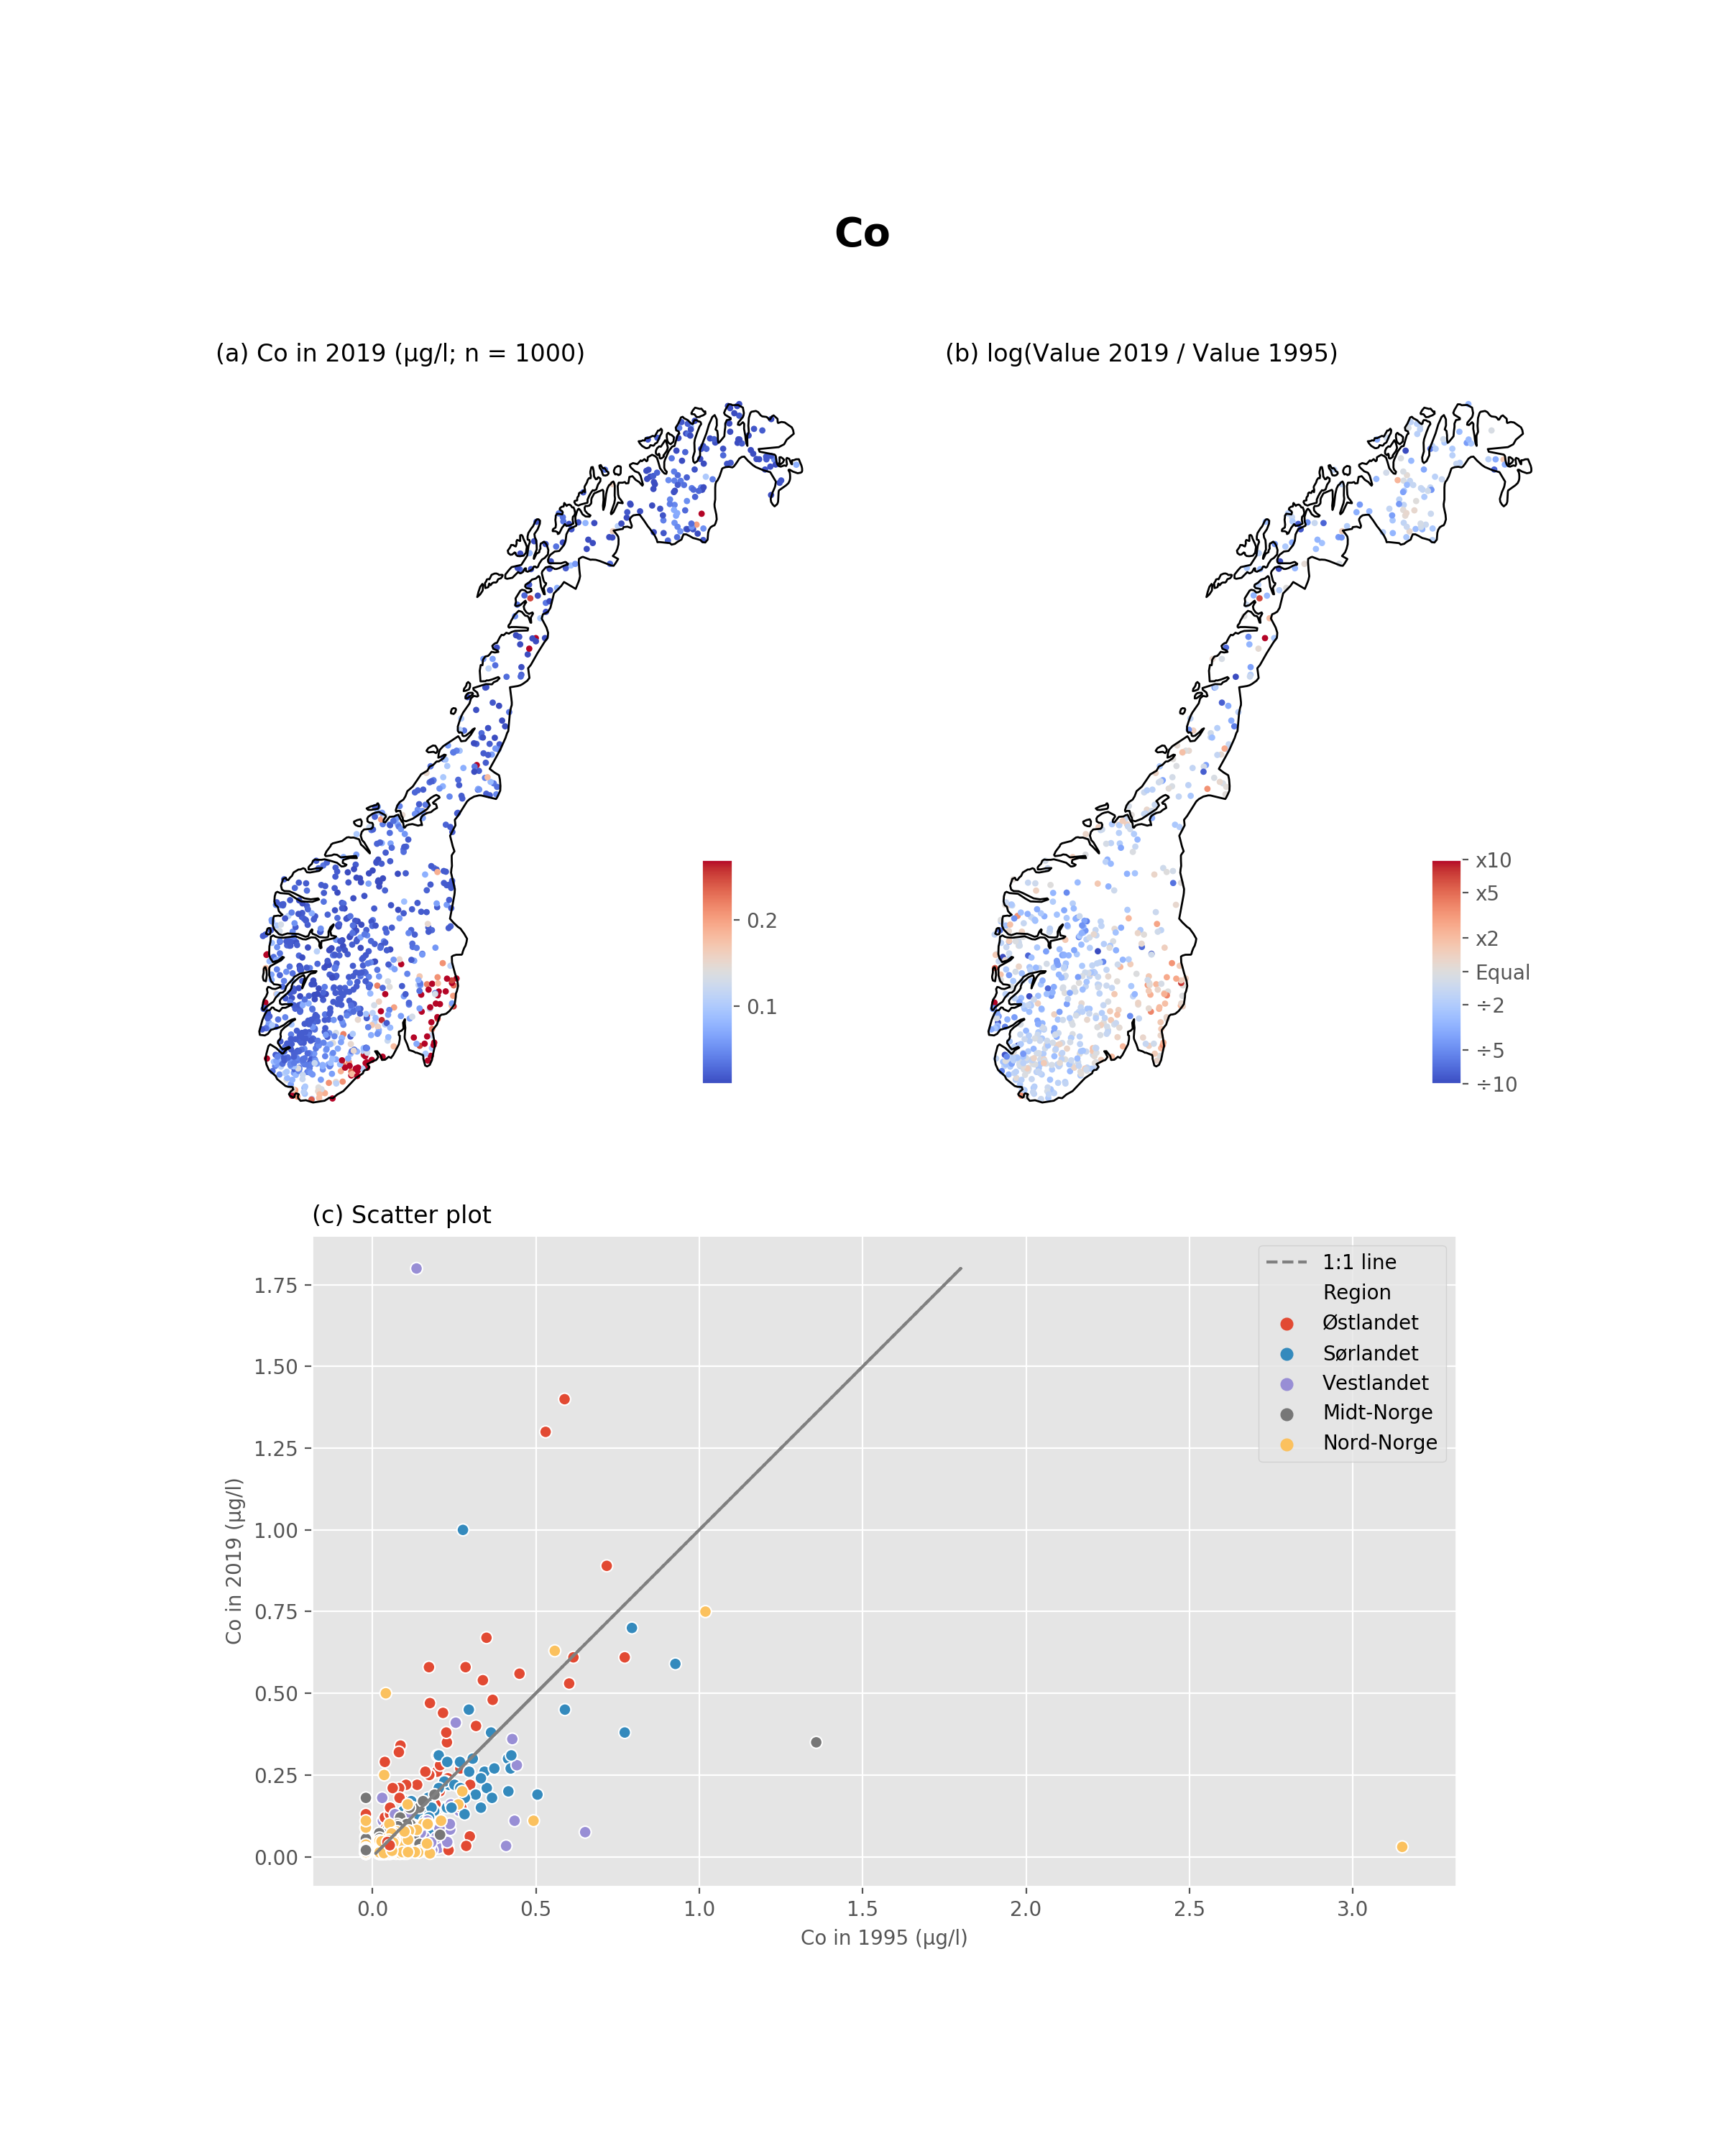 Co
(a) Co in 2019 (µg/l; n = 1000)
(b) log(Value 2019 / Value 1995)
0.2
0.1
x10
x5
x2
Equal
÷2
÷5
÷10
(c) Scatter plot
1.75
1.50
1.25
1.00
0.75
0.50
0.25
0.00
Co in 2019 (µg/l)
1:1 line
Region
Østlandet
Sørlandet
Vestlandet
Midt-Norge
Nord-Norge
0.0 0.5 1.0 1.5 2.0 2.5 3.0
Co in 1995 (µg/l)